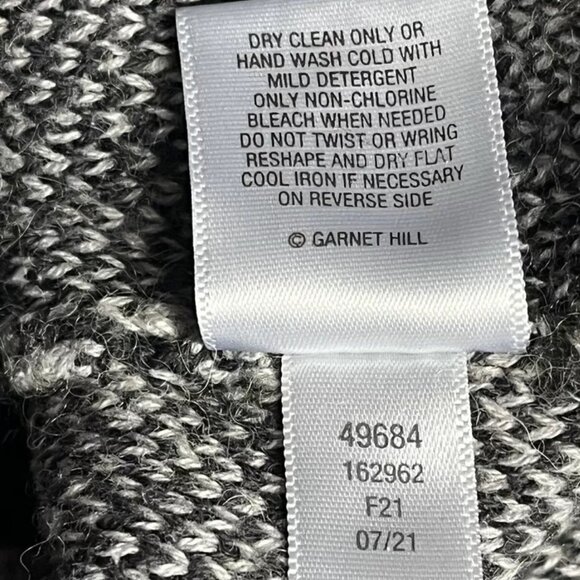 DRY CLEAN ONLY OR
HAND WASH COLD WITH
MILD DETERGENT
ONLY NON-CHLORINE
BLEACH WHEN NEEDED
DO NOT TWIST OR WRING
RESHAPE AND DRY FLAT
COOL IRON IF NECESSARY
ON REVERSE SIDE
© GARNET HILL
49684
162962
F21
07/21